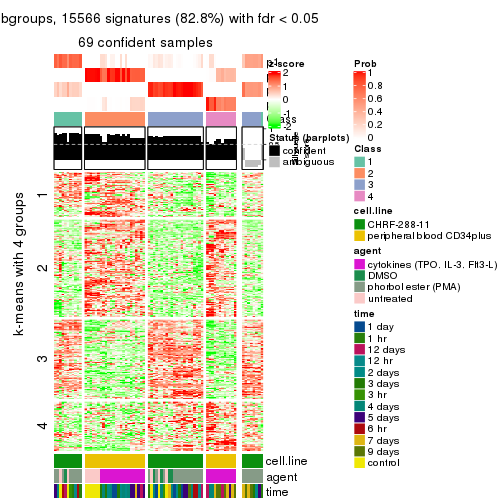 bgroups, 15566 signatures (82.8%) with fdr < 0.05
69 confident samples
z-score
2
1
0
-1
-2
Status (barplots)
confident
ambiguous
Prob
1
0.8
0.6
0.4
0.2
0
Class
1
2
3
4
cell.line
CHRF-288-11
peripheral blood CD34plus
agent
cytokines (TPO, IL-3, Flt3-L)
DMSO
phorbol ester (PMA)
untreated
time
1 day
1 hr
12 days
12 hr
2 days
3 days
3 hr
4 days
5 days
6 hr
7 days
9 days
control
k-means with 4 groups
1
2
3
4
cell.line
agent
time